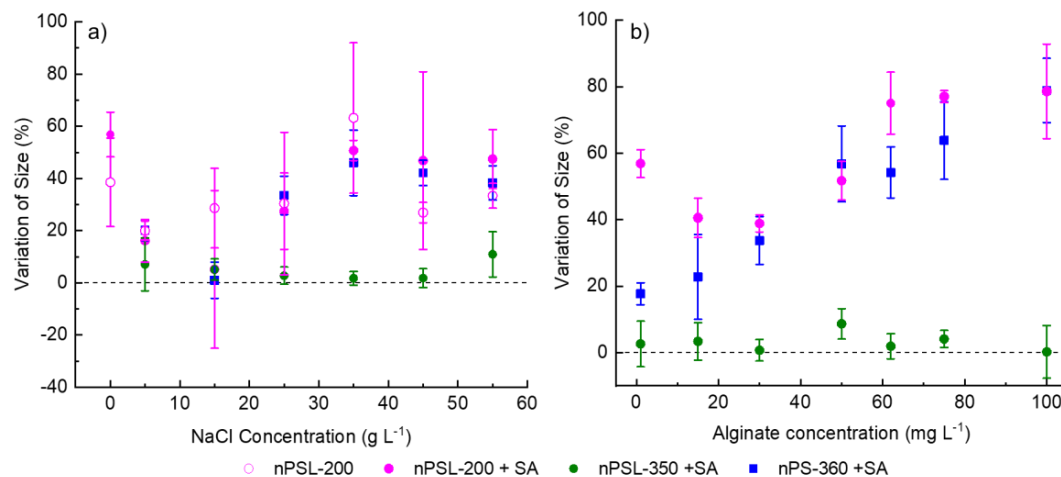 a)
100
80
60
40
20
0
-20
-40
Variation of Size (%)
0 10 20 30 40 50 60
NaCl Concentration (g L⁻¹)
b)
100
80
60
40
20
0
Variation of Size (%)
0 20 40 60 80 100
Alginate concentration (mg L⁻¹)
nPSL-200 nPSL-200 + SA nPSL-350 +SA nPS-360 +SA